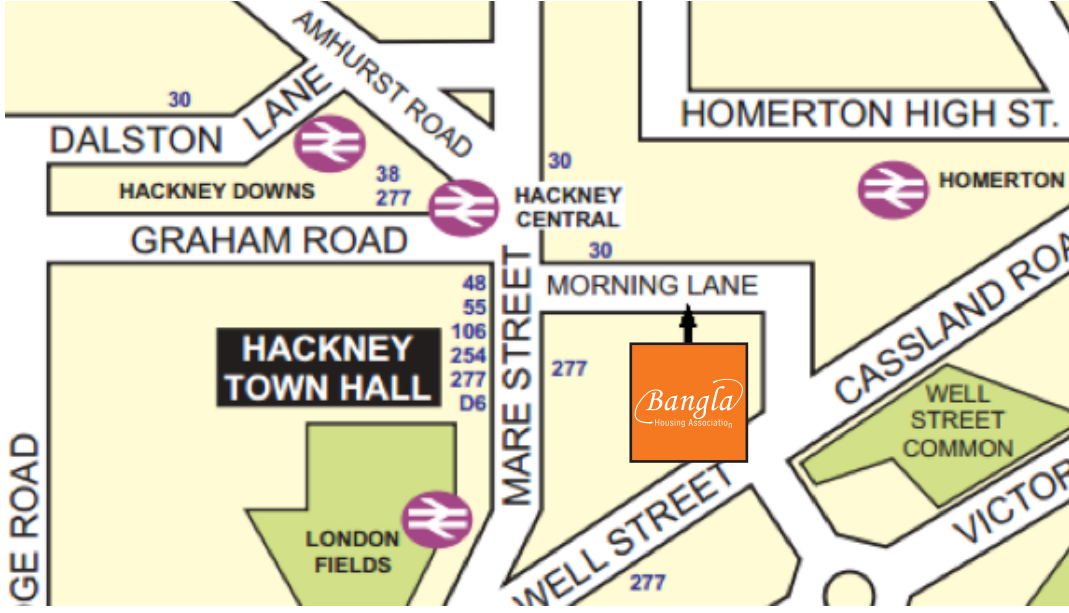 AMHURST ROAD
30
LANE
DALSTON
HOMERTON HIGH ST.
HACKNEY DOWNS
38
277
30
HACKNEY
CENTRAL
HOMERTON
GRAHAM ROAD
30
MORNING LANE
48
55
106
254
277
D6
MARE STREET
HACKNEY
TOWN HALL
277
Bangla
Housing Association
CASSLAND ROA
WELL
STREET
COMMON
LONDON
FIELDS
WELL STREET
277
VICTOR
GE ROAD